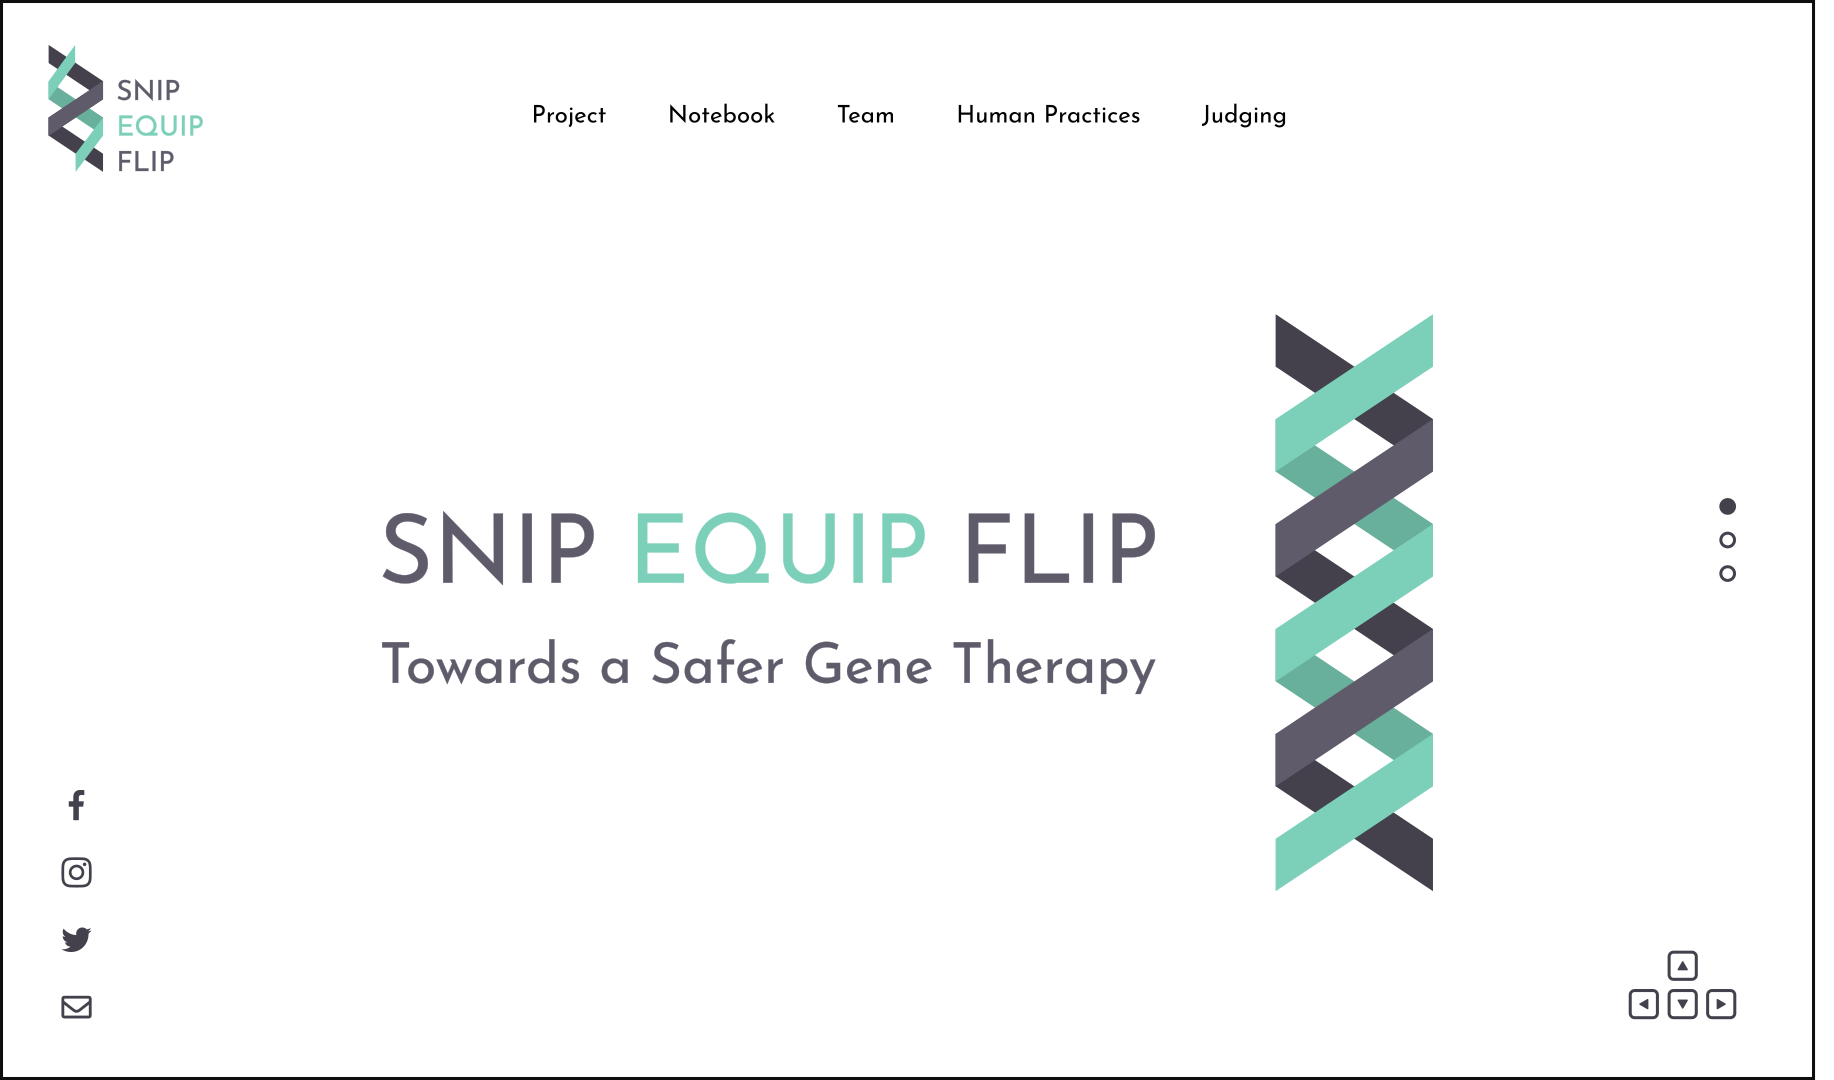 SNIP
EQUIP
FLIP
Project Notebook Team Human Practices Judging
SNIP EQUIP FLIP
Towards a Safer Gene Therapy